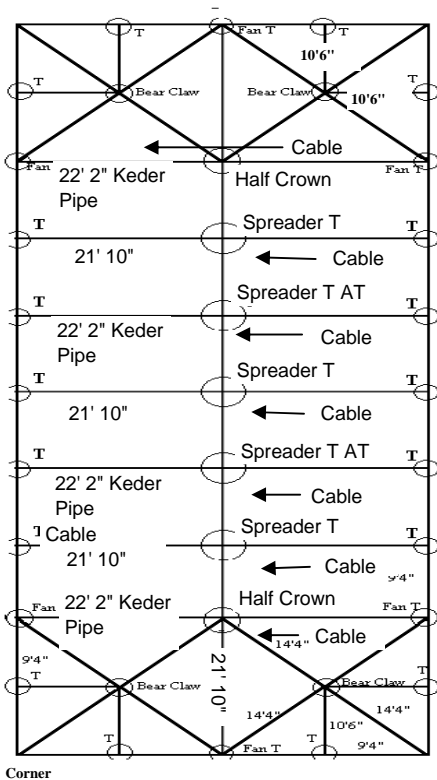 Fan T
T
T
10'6"
T
T
Bear Claw
Bear Claw
10'6"
Cable
Fan
22' 2" Keder
Pipe
Half Crown
Fan T
Spreader T
T
T
21' 10"
Cable
Spreader T AT
T
T
22' 2" Keder
Pipe
Cable
Spreader T
T
T
21' 10"
Cable
Spreader T AT
T
T
22' 2" Keder
Pipe
Cable
T
Cable
Spreader T
T
21' 10"
Cable
9'4"
Fan
22' 2" Keder
Pipe
Half Crown
Fan T
Cable
14'4"
9'4"
21' 10"
T
Bear Claw
Bear Claw
T
14'4"
14'4"
10'6"
T
Fan T
T
9'4"
Corner